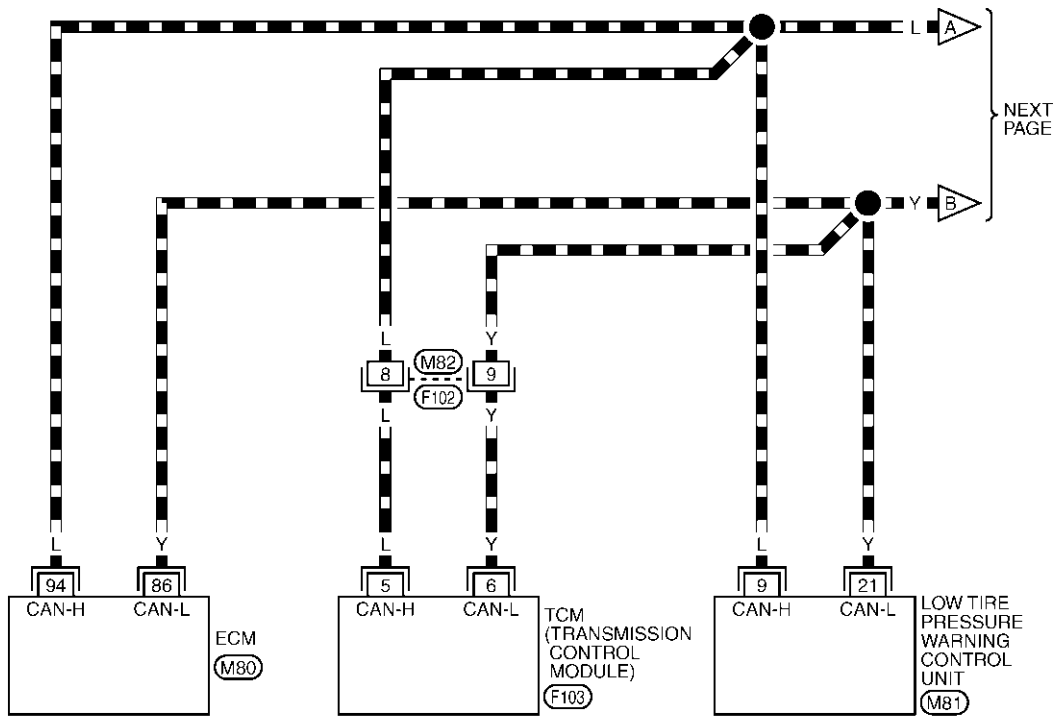 L A
NEXT
PAGE
Y B
L Y
8 M82 9
F102
L Y
L Y L Y
94 86 5 6 9 21
CAN-H CAN-L CAN-H CAN-L CAN-H CAN-L
ECM
M80
TCM
(TRANSMISSION
CONTROL
MODULE)
F103
LOW TIRE
PRESSURE
WARNING
CONTROL
UNIT
M81